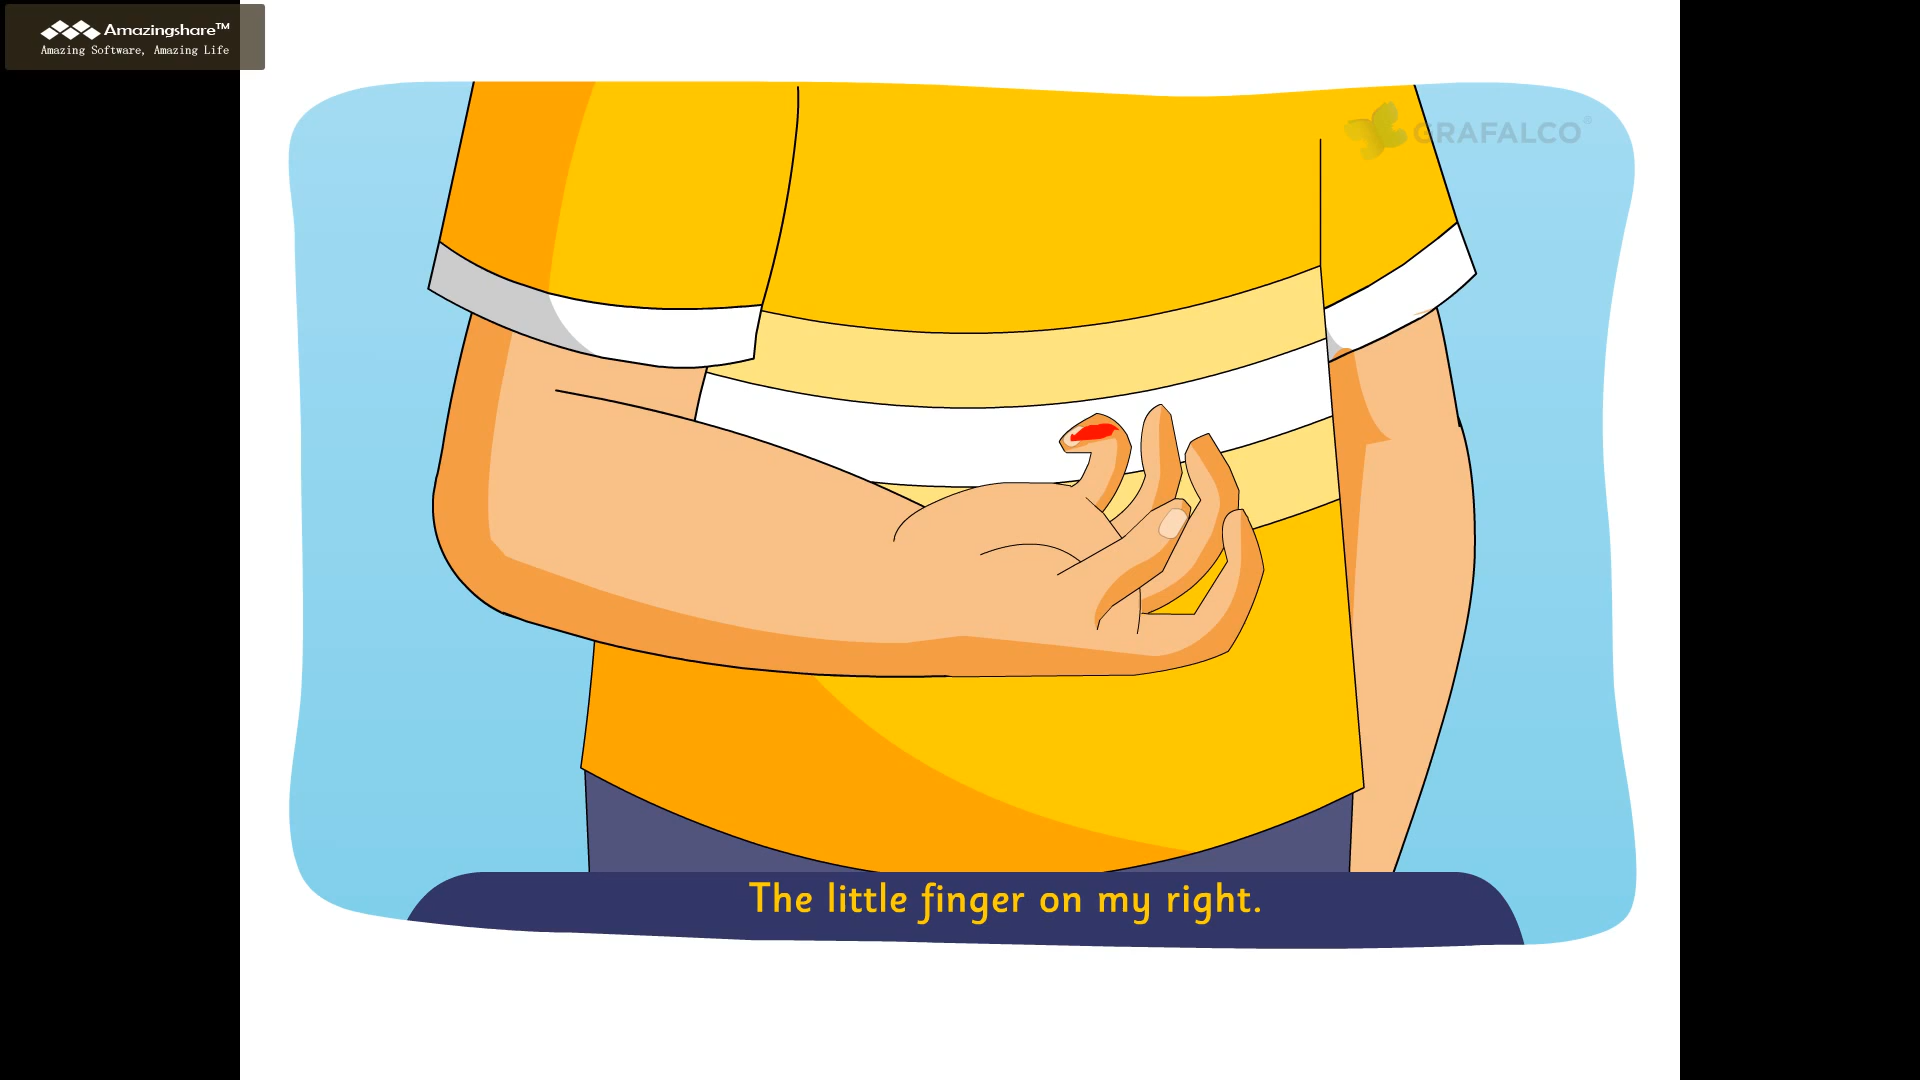 Amazingshare™
Amazing Software, Amazing Life
GRAFALCO®
The little finger on my right.